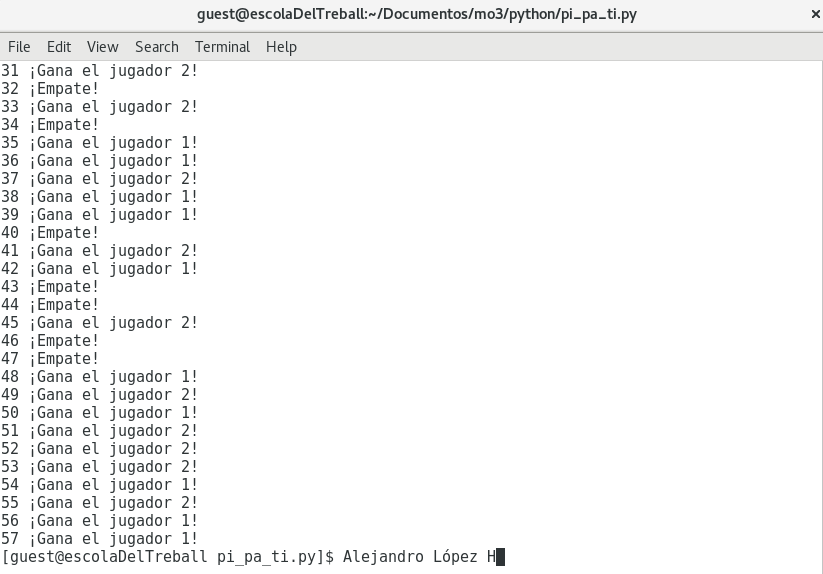 guest@escolaDelTreball:~/Documentos/mo3/python/pi_pa_ti.py ×
File Edit View Search Terminal Help
31 ¡Gana el jugador 2!
32 ¡Empate!
33 ¡Gana el jugador 2!
34 ¡Empate!
35 ¡Gana el jugador 1!
36 ¡Gana el jugador 1!
37 ¡Gana el jugador 2!
38 ¡Gana el jugador 1!
39 ¡Gana el jugador 1!
40 ¡Empate!
41 ¡Gana el jugador 2!
42 ¡Gana el jugador 1!
43 ¡Empate!
44 ¡Empate!
45 ¡Gana el jugador 2!
46 ¡Empate!
47 ¡Empate!
48 ¡Gana el jugador 1!
49 ¡Gana el jugador 2!
50 ¡Gana el jugador 1!
51 ¡Gana el jugador 2!
52 ¡Gana el jugador 2!
53 ¡Gana el jugador 2!
54 ¡Gana el jugador 1!
55 ¡Gana el jugador 2!
56 ¡Gana el jugador 1!
57 ¡Gana el jugador 1!
[guest@escolaDelTreball pi_pa_ti.py]$ Alejandro López H